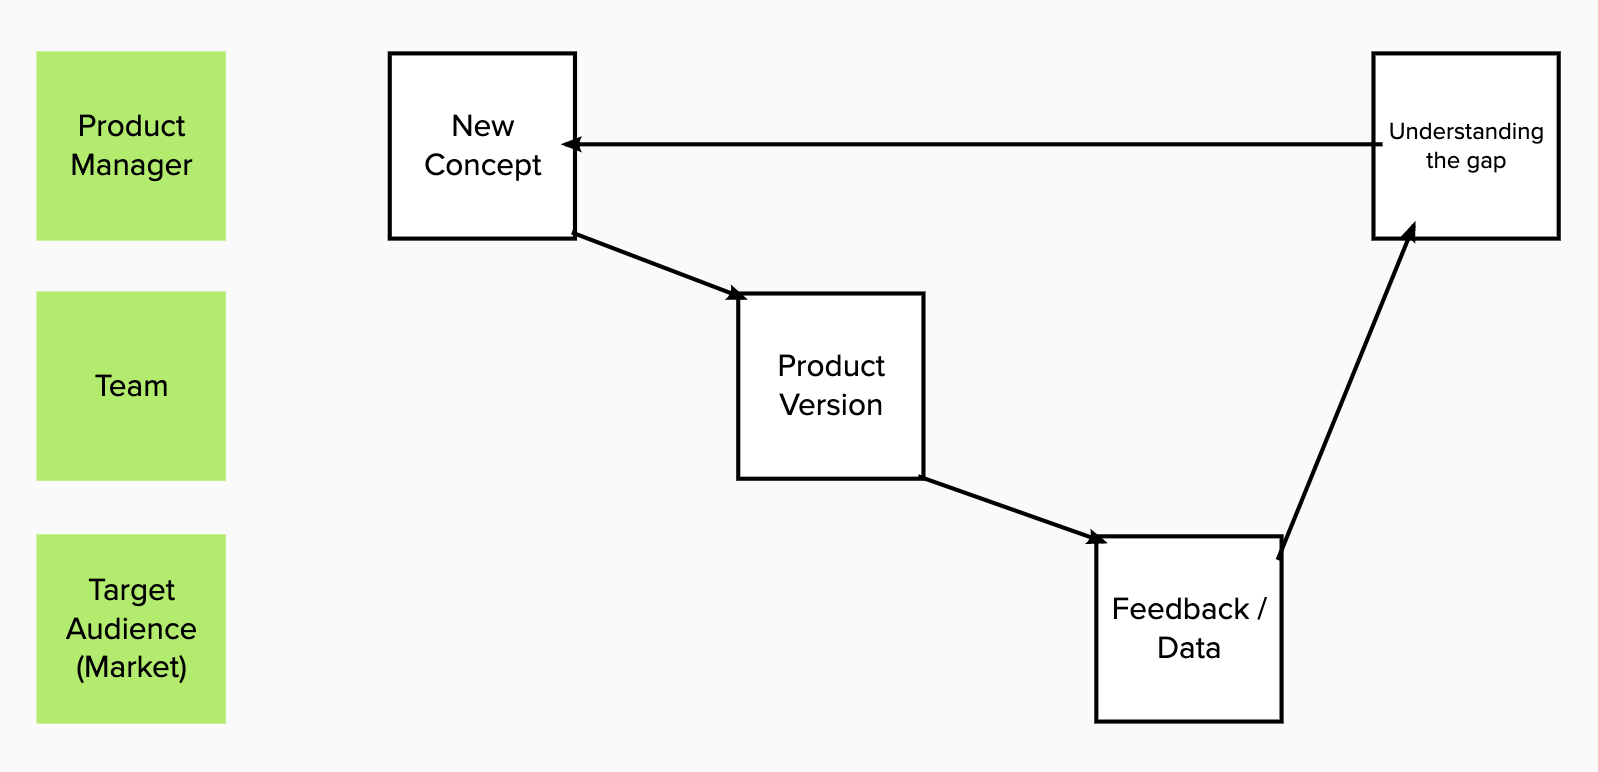 Product
Manager
New
Concept
Understanding
the gap
Team
Product
Version
Target
Audience
(Market)
Feedback /
Data